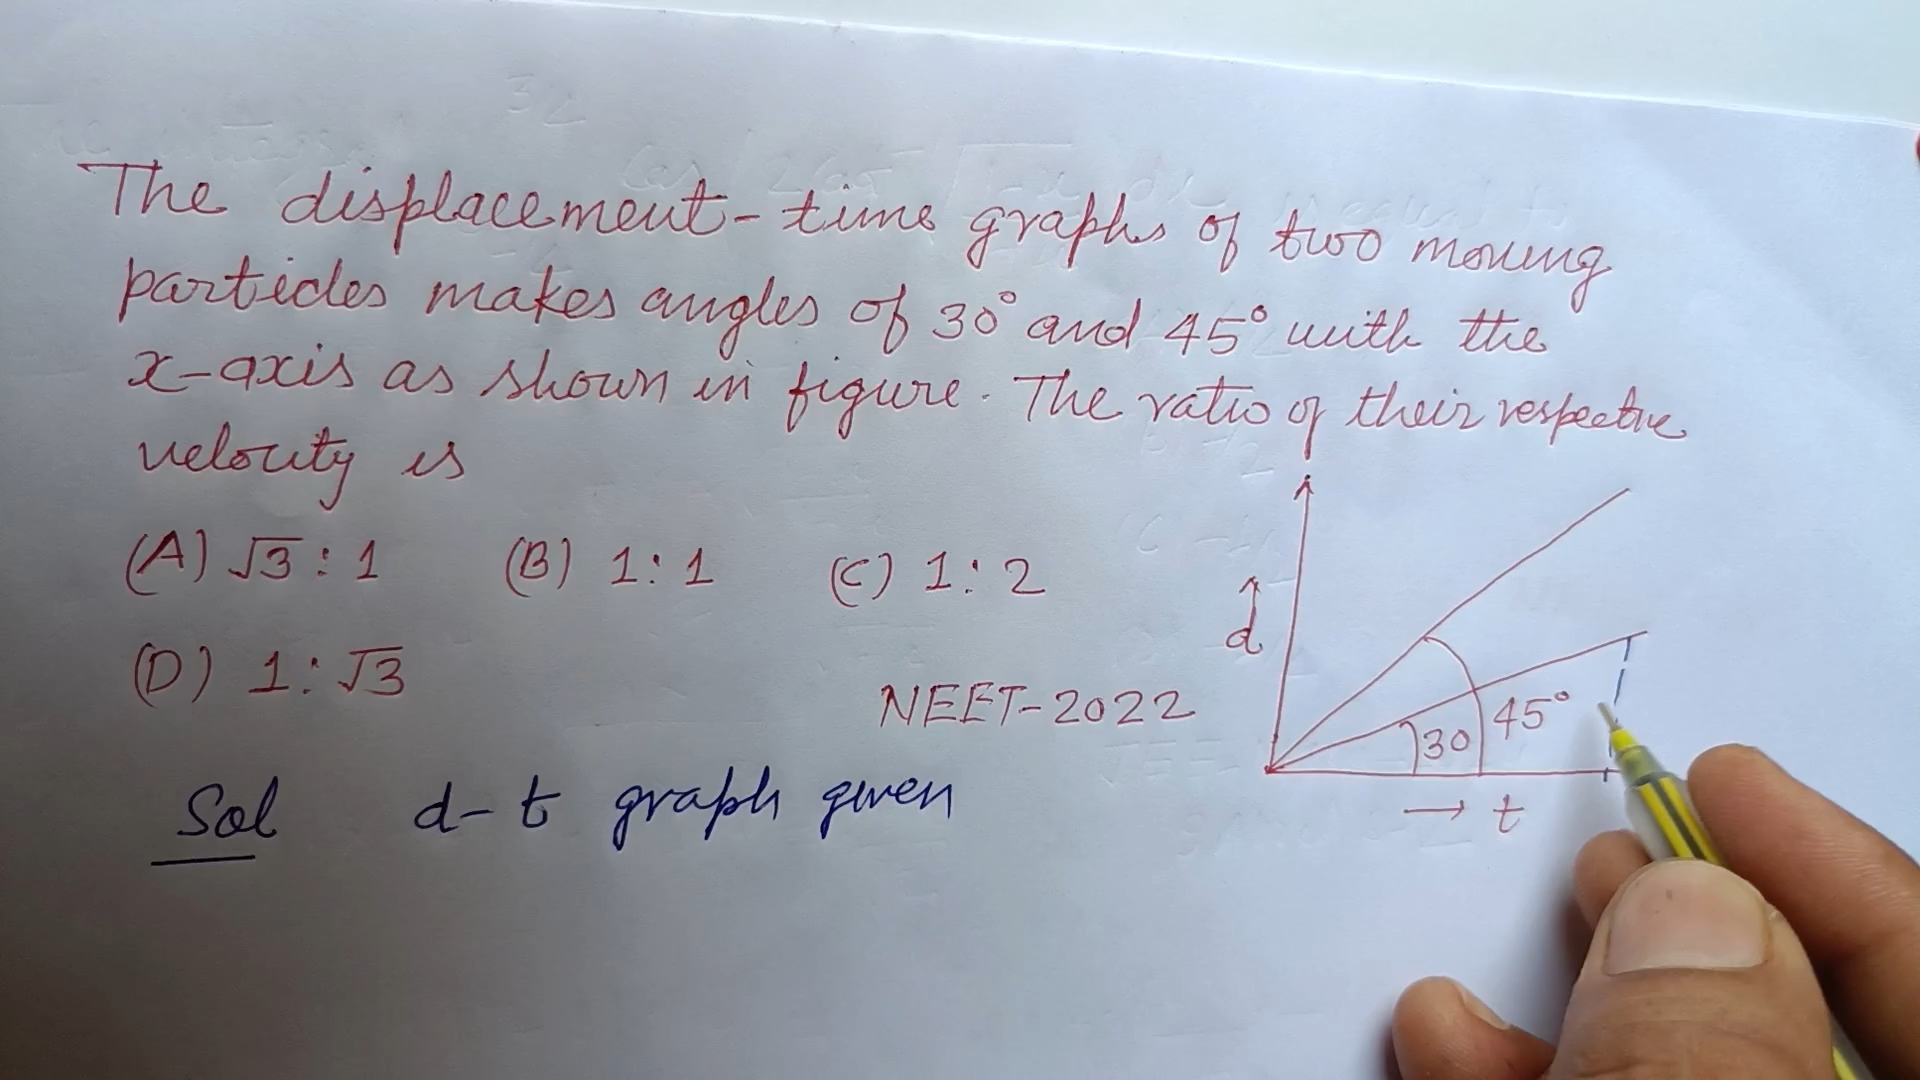 The displacement-time graphs of two moving
particles makes angles of 30° and 45° with the
x-axis as shown in figure. The ratio of their respective
velocity is
(A) √3 : 1 (B) 1 : 1 (C) 1 : 2
(D) 1 : √3
NEET-2022
d
45°
30
t
Sol d-t graph given